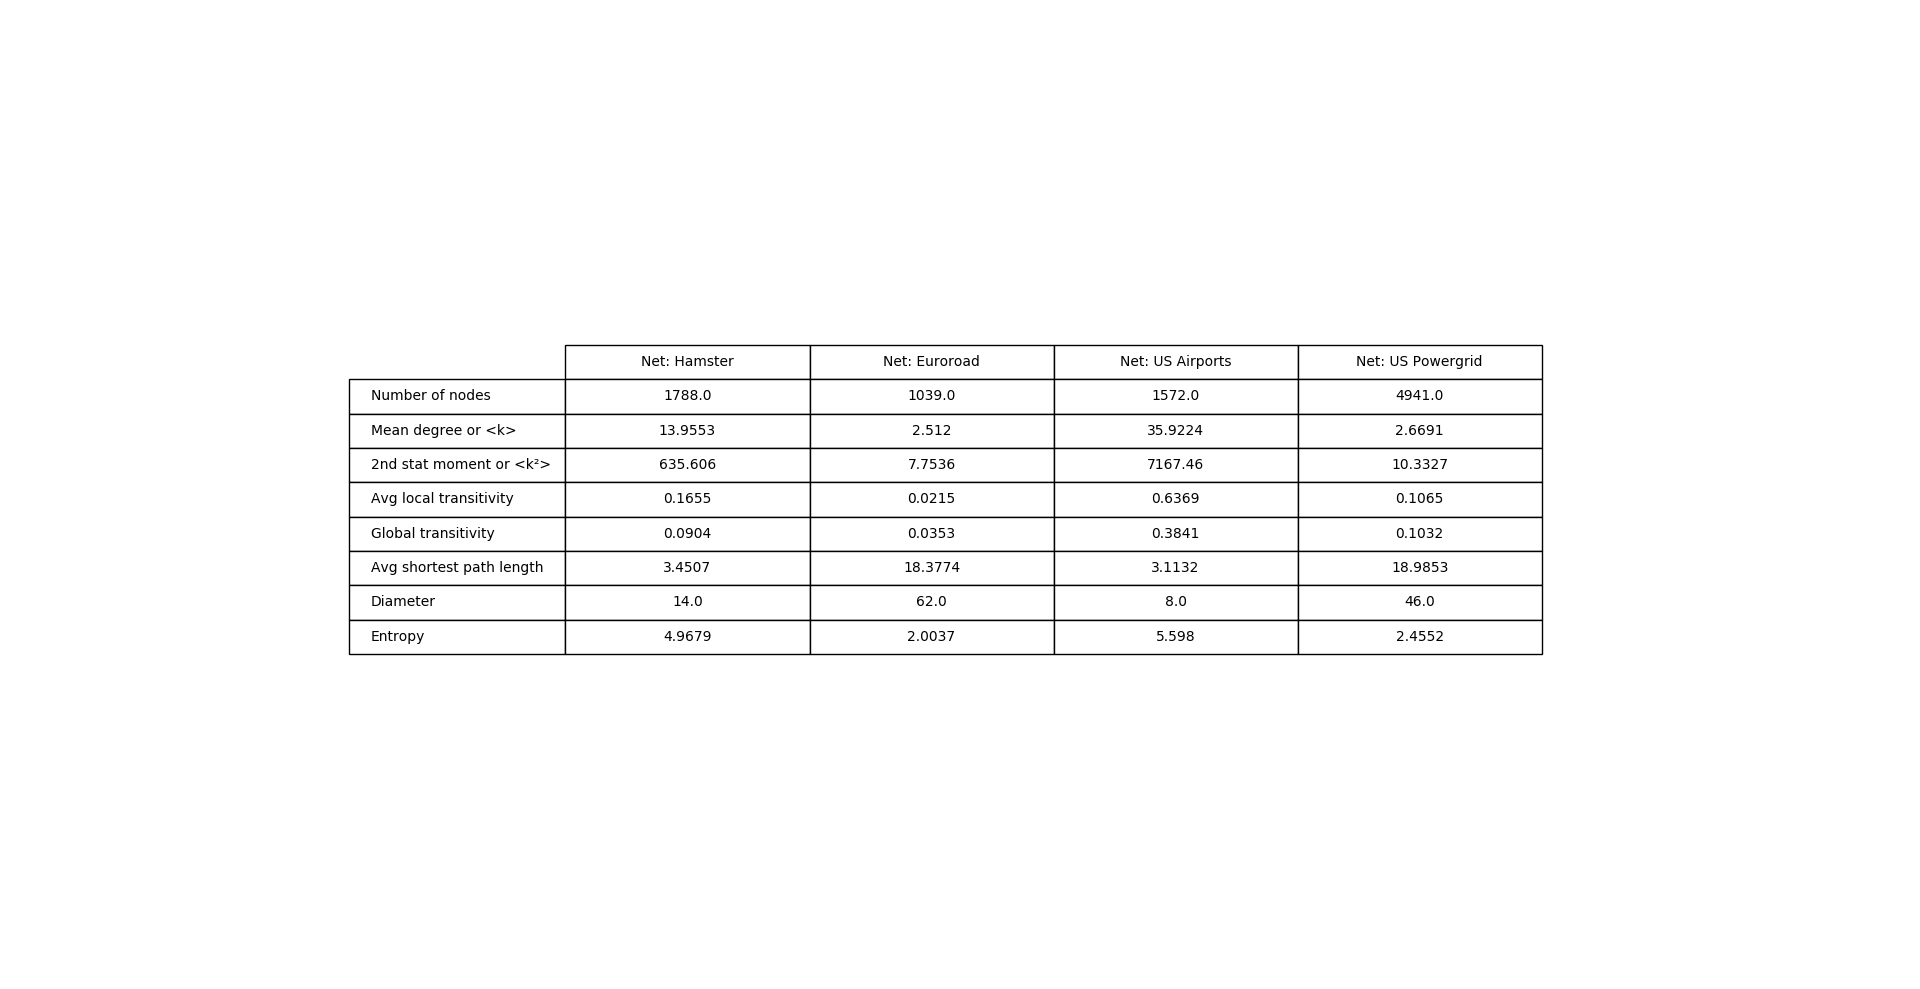 Net: Hamster Net: Euroroad Net: US Airports Net: US Powergrid
Number of nodes 1788.0 1039.0 1572.0 4941.0
Mean degree or <k> 13.9553 2.512 35.9224 2.6691
2nd stat moment or <k²> 635.606 7.7536 7167.46 10.3327
Avg local transitivity 0.1655 0.0215 0.6369 0.1065
Global transitivity 0.0904 0.0353 0.3841 0.1032
Avg shortest path length 3.4507 18.3774 3.1132 18.9853
Diameter 14.0 62.0 8.0 46.0
Entropy 4.9679 2.0037 5.598 2.4552